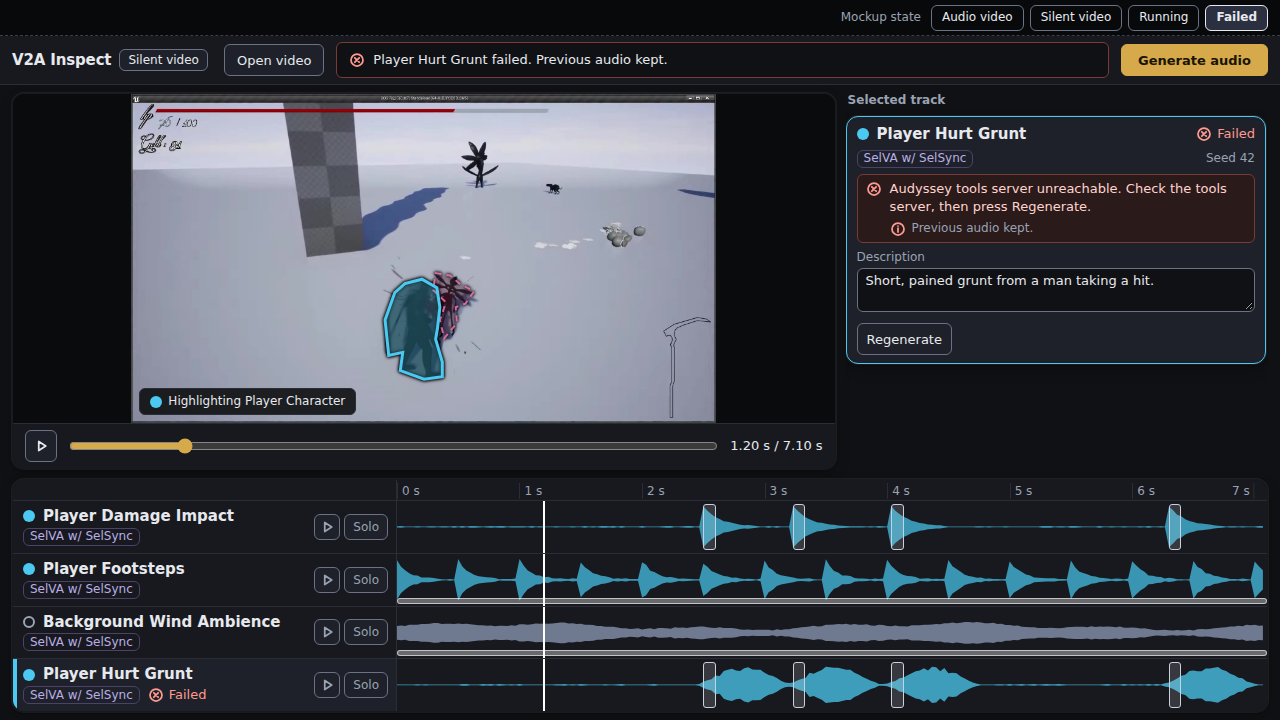 Mockup state
Audio video
Silent video
Running
Failed
V2A Inspect
Silent video
Open video
Player Hurt Grunt failed. Previous audio kept.
Generate audio
Highlighting Player Character
1.20 s / 7.10 s
Selected track
Player Hurt Grunt
Failed
SelVA w/ SelSync
Seed 42
Audyssey tools server unreachable. Check the tools
server, then press Regenerate.
Previous audio kept.
Description
Short, pained grunt from a man taking a hit.
Regenerate
0 s
1 s
2 s
3 s
4 s
5 s
6 s
7 s
Player Damage Impact
SelVA w/ SelSync
Solo
Player Footsteps
SelVA w/ SelSync
Solo
Background Wind Ambience
SelVA w/ SelSync
Solo
Player Hurt Grunt
SelVA w/ SelSync
Failed
Solo